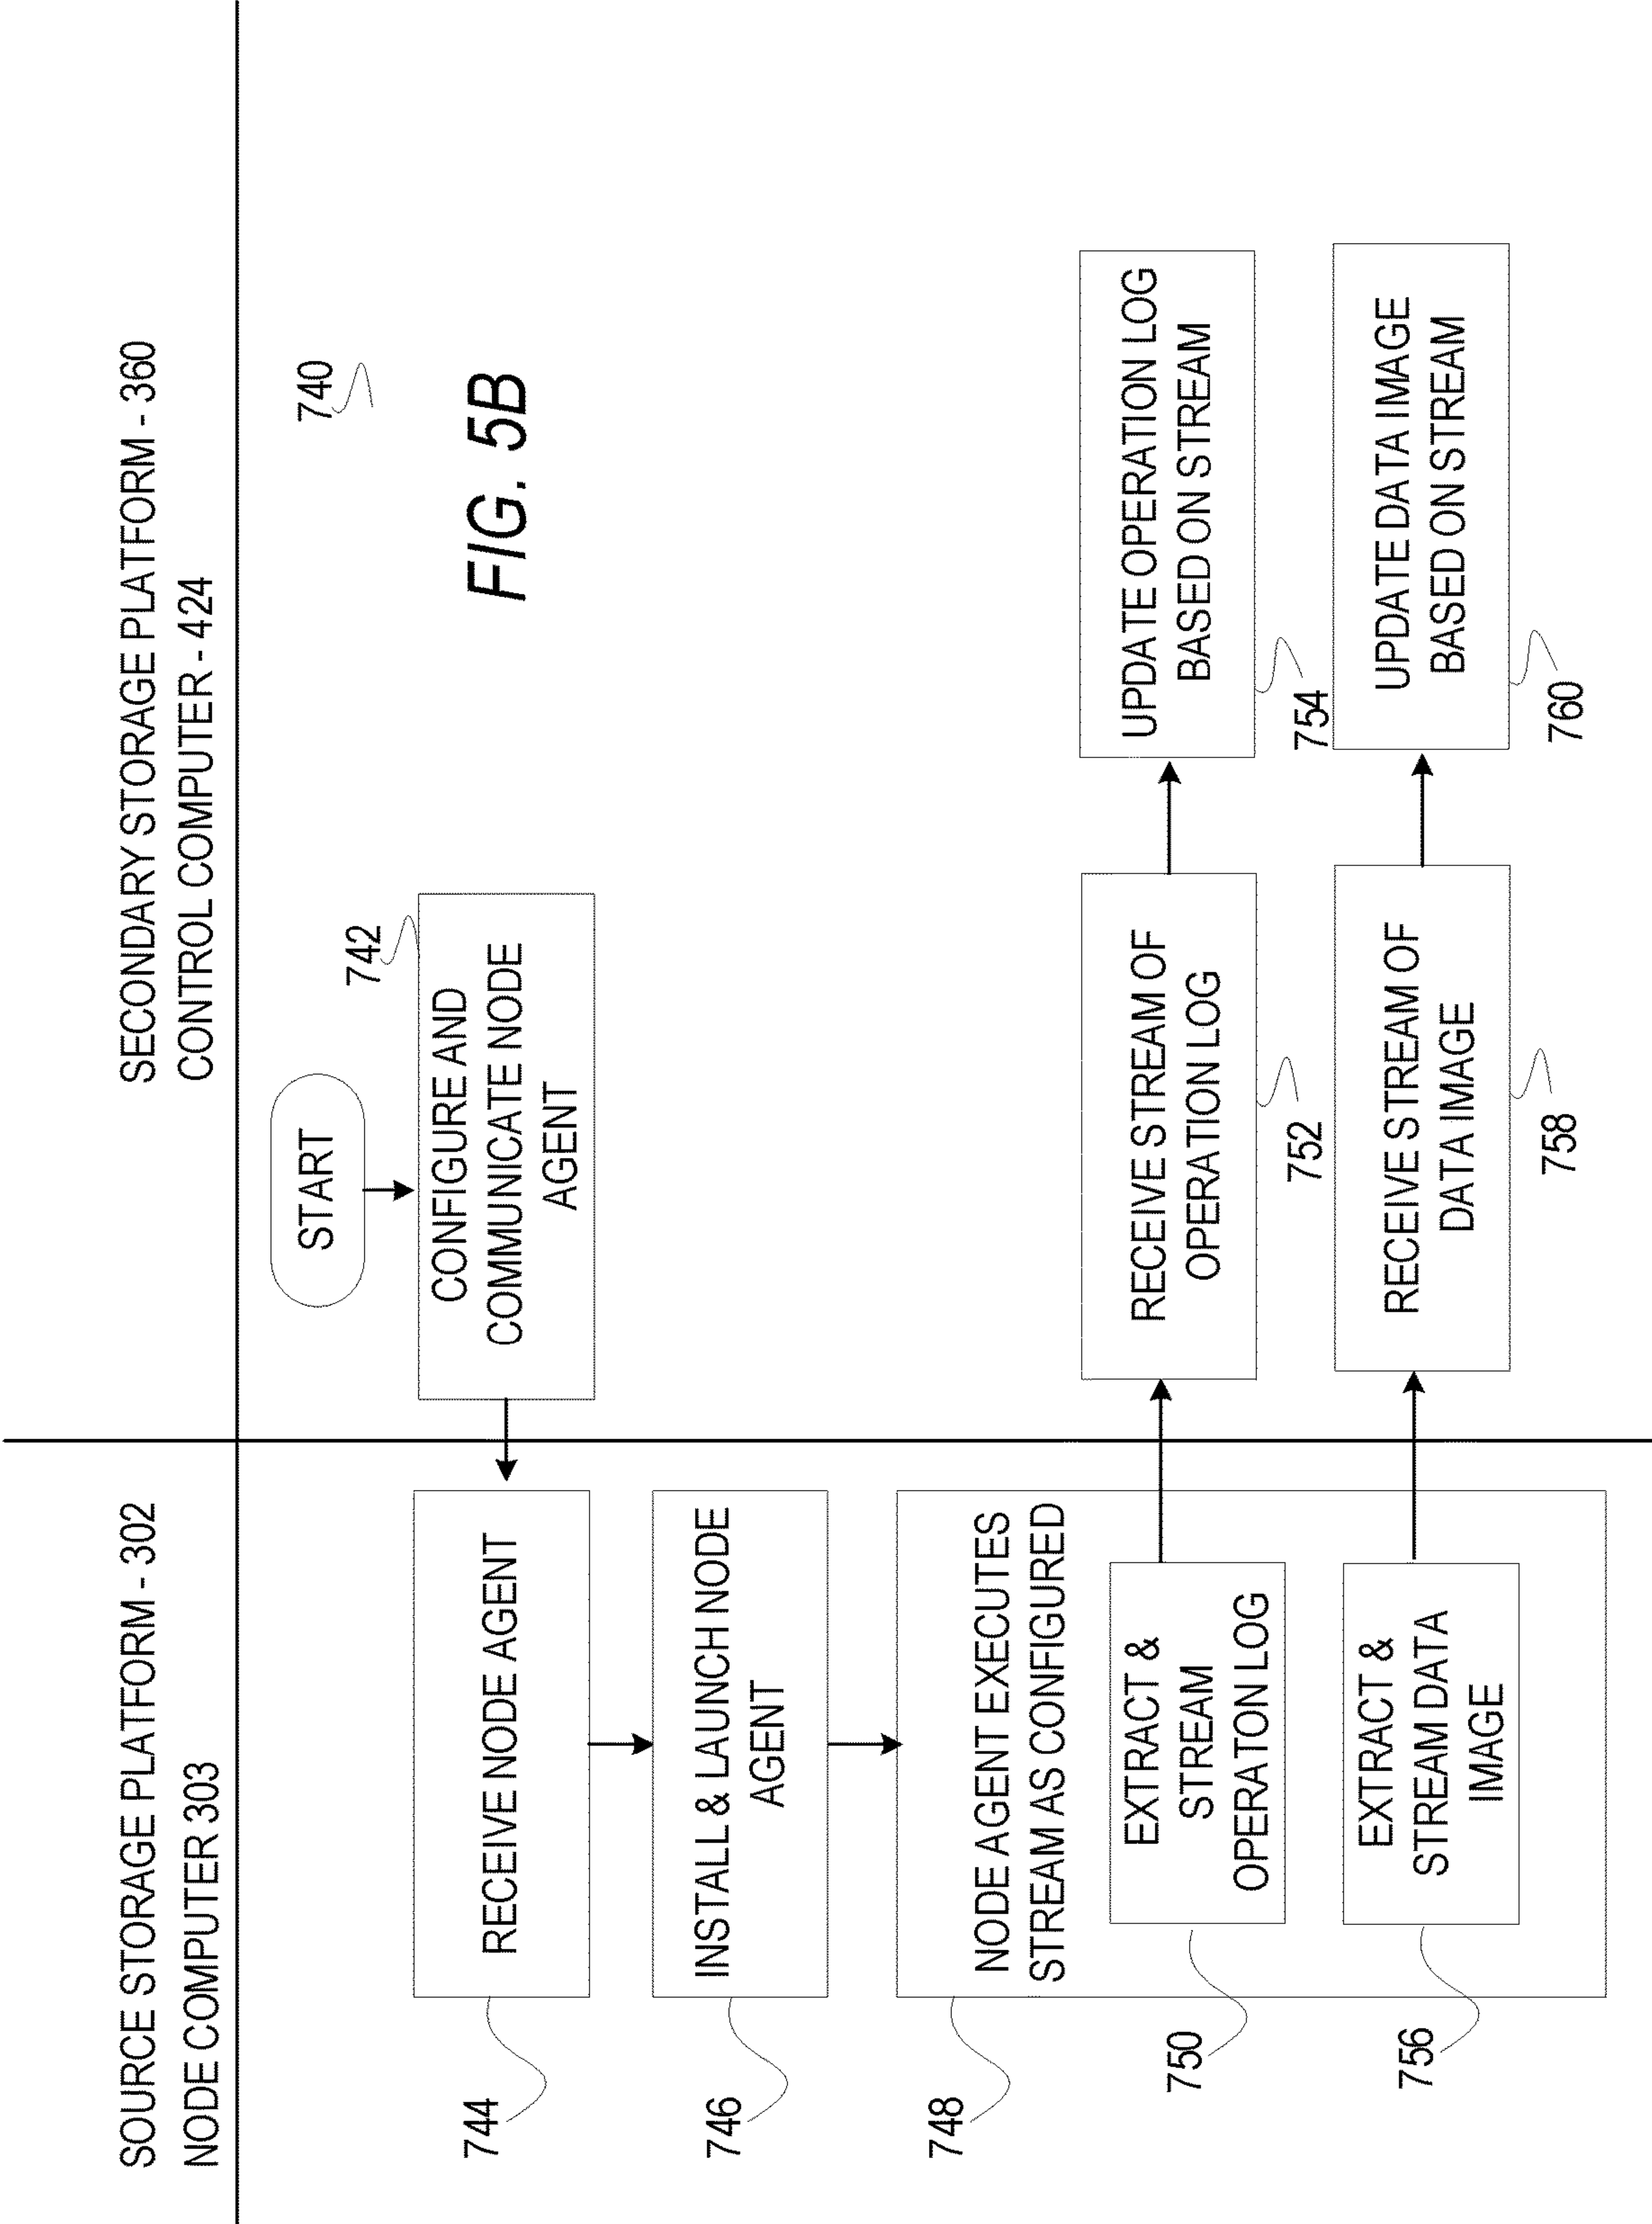 SOURCE STORAGE PLATFORM - 302
NODE COMPUTER 303
SECONDARY STORAGE PLATFORM - 360
CONTROL COMPUTER - 424
740
FIG. 5B
START
742
CONFIGURE AND
COMMUNICATE NODE
AGENT
744
RECEIVE NODE AGENT
746
INSTALL & LAUNCH NODE
AGENT
748
NODE AGENT EXECUTES
STREAM AS CONFIGURED
750
EXTRACT &
STREAM
OPERATON LOG
RECEIVE STREAM OF
OPERATION LOG
752
UPDATE OPERATION LOG
BASED ON STREAM
754
756
EXTRACT &
STREAM DATA
IMAGE
RECEIVE STREAM OF
DATA IMAGE
758
UPDATE DATA IMAGE
BASED ON STREAM
760